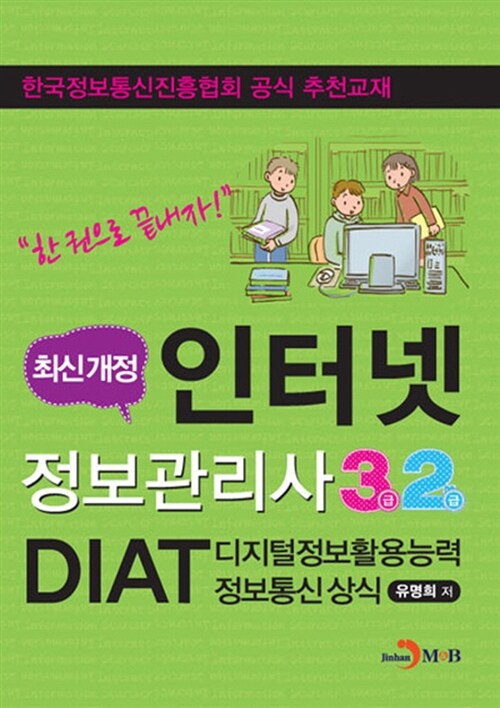 한국정보통신진흥협회 공식 추천교재
"한 권으로 끝내자!"
최신개정
인터넷
정보관리사 3급 2급
DIAT 디지털정보활용능력
정보통신 상식 유명희 저
Jinhan M&B